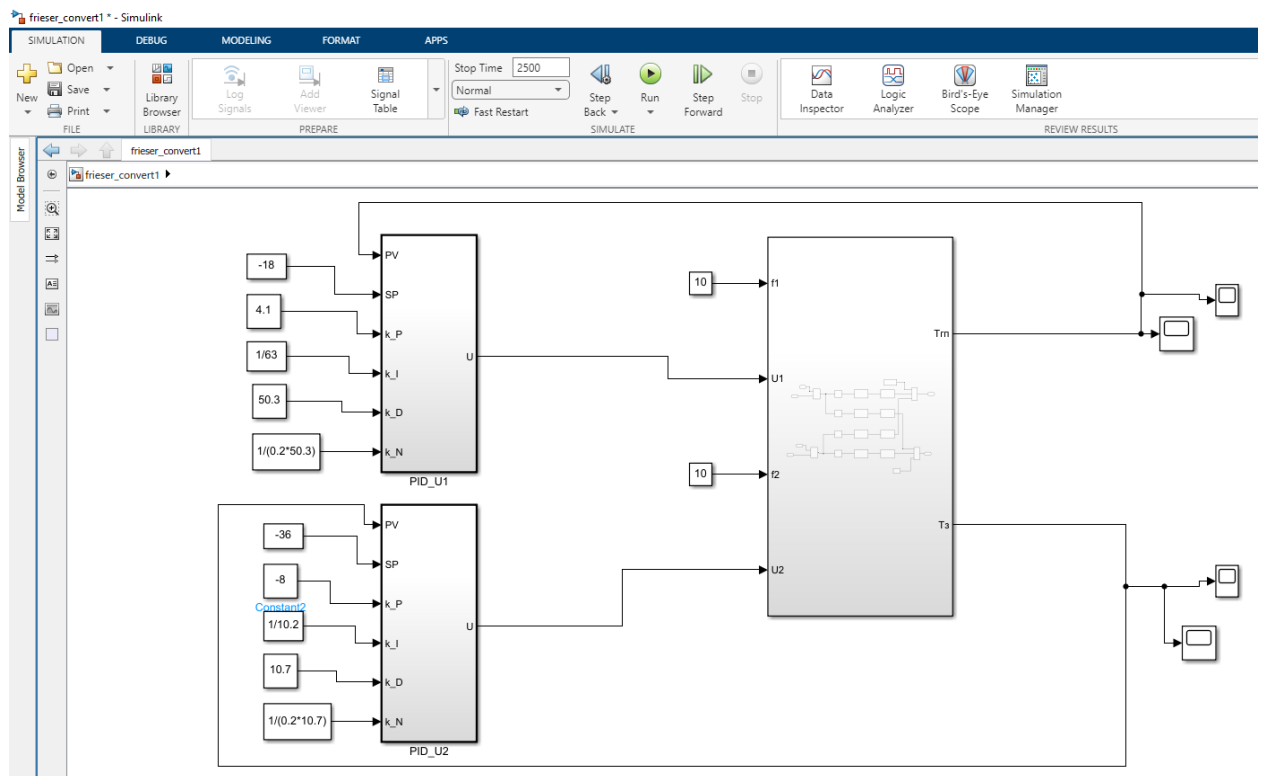 frieser_convert1 * - Simulink
SIMULATION DEBUG MODELING FORMAT APPS
New
Open
Save
Print
FILE
Library Browser
LIBRARY
Log Signals
Add Viewer
Signal Table
PREPARE
Stop Time 2500
Normal
Fast Restart
Step Back
Run
Step Forward
Stop
SIMULATE
Data Inspector
Logic Analyzer
Bird's-Eye Scope
Simulation Manager
REVIEW RESULTS
Model Browser
frieser_convert1
frieser_convert1
-18
4.1
1/63
50.3
1/(0.2*50.3)
PV
SP
k_P
k_I
k_D
k_N
U
PID_U1
-36
-8
Constant2
1/10.2
10.7
1/(0.2*10.7)
PV
SP
k_P
k_I
k_D
k_N
U
PID_U2
10
10
f1
U1
f2
U2
Тгп
Тз